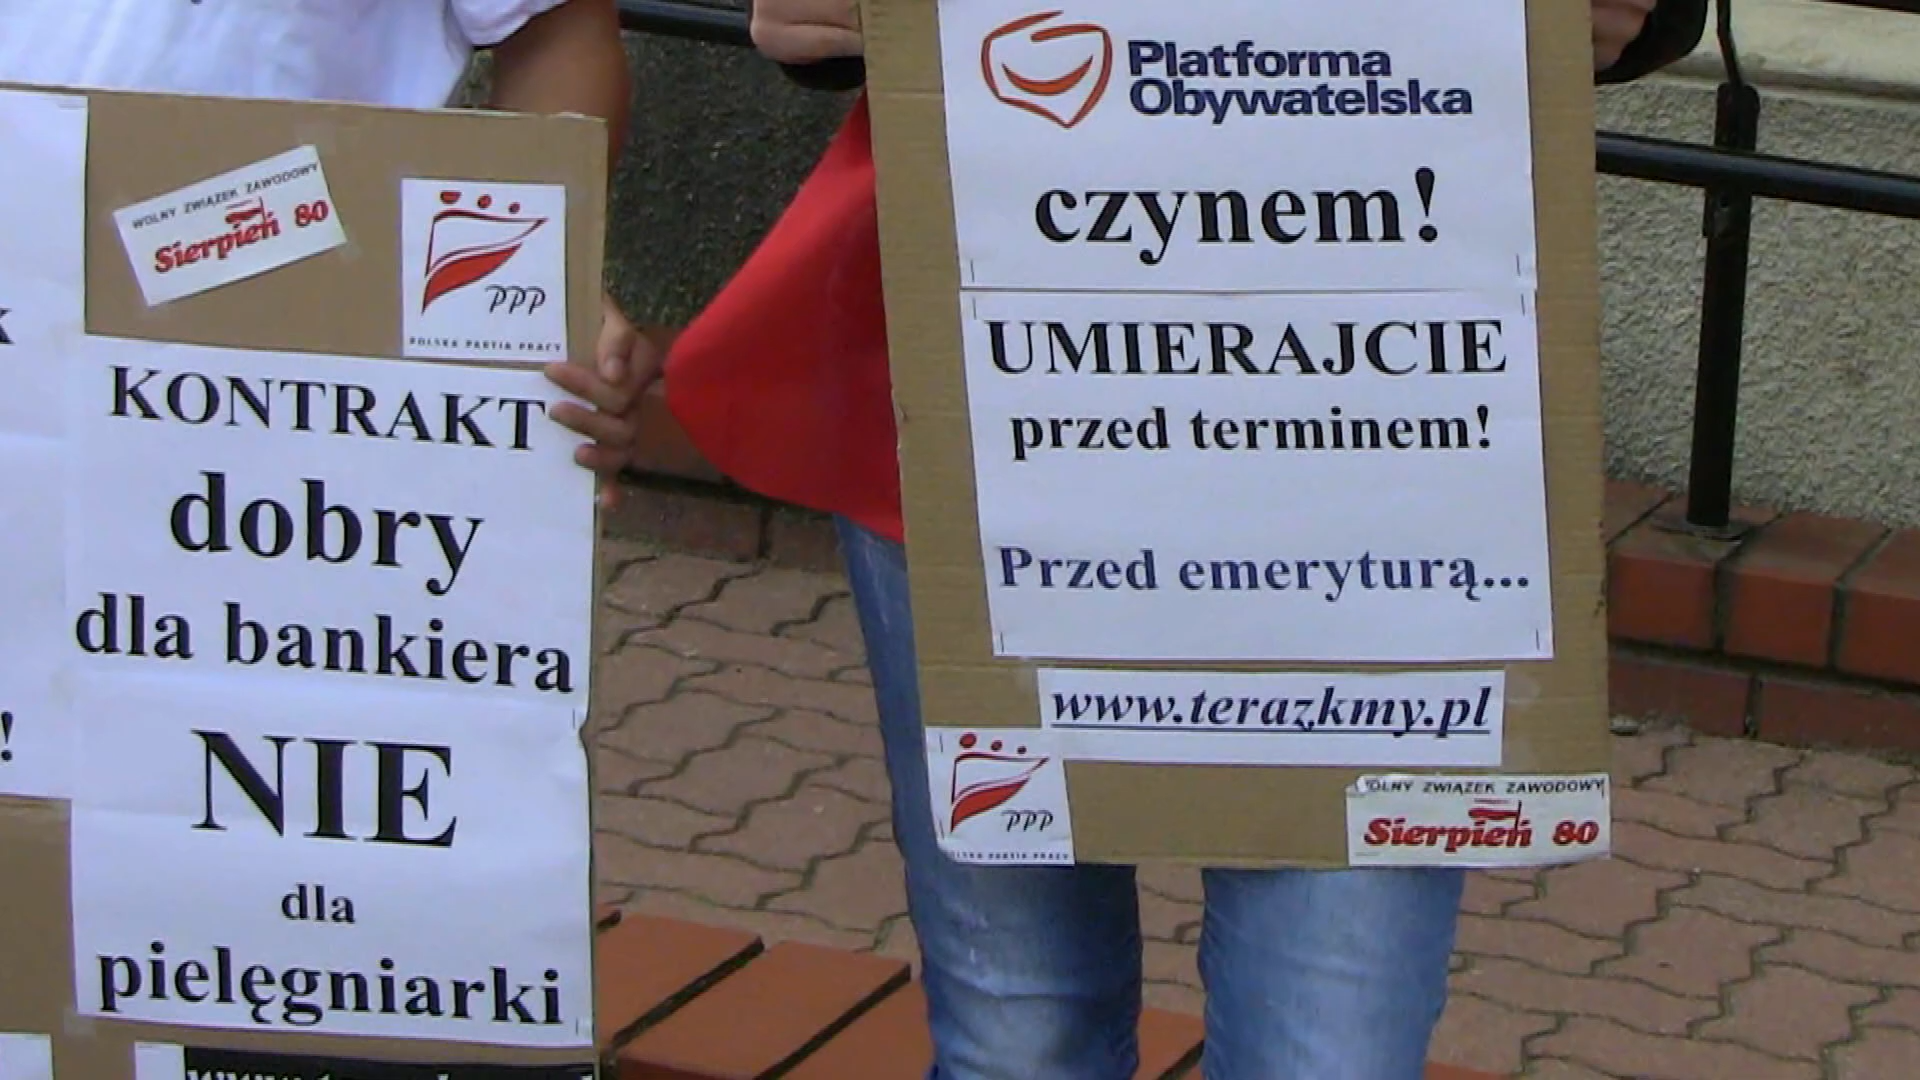 WOLNY ZWIĄZEK ZAWODOWY
Sierpień 80
PPP
POLSKA PARTIA PRACY
KONTRAKT
dobry
dla bankiera
NIE
dla
pielęgniarki
!
Platforma
Obywatelska
czynem!
UMIERAJCIE
przed terminem!
Przed emeryturą...
www.terazkmy.pl
PPP
POLSKA PARTIA PRACY
WOLNY ZWIĄZEK ZAWODOWY
Sierpień 80